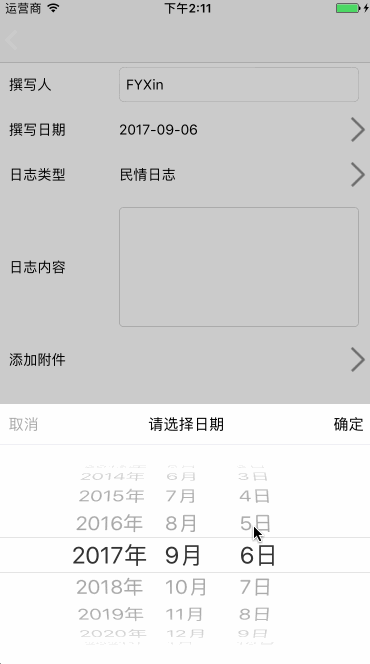 运营商 下午2:11
撰写人 FYXin
撰写日期 2017-09-06
日志类型 民情日志
日志内容
添加附件
取消 请选择日期 确定
2014年 6月 3日
2015年 7月 4日
2016年 8月 5日
2017年 9月 6日
2018年 10月 7日
2019年 11月 8日
2020年 12月 9日